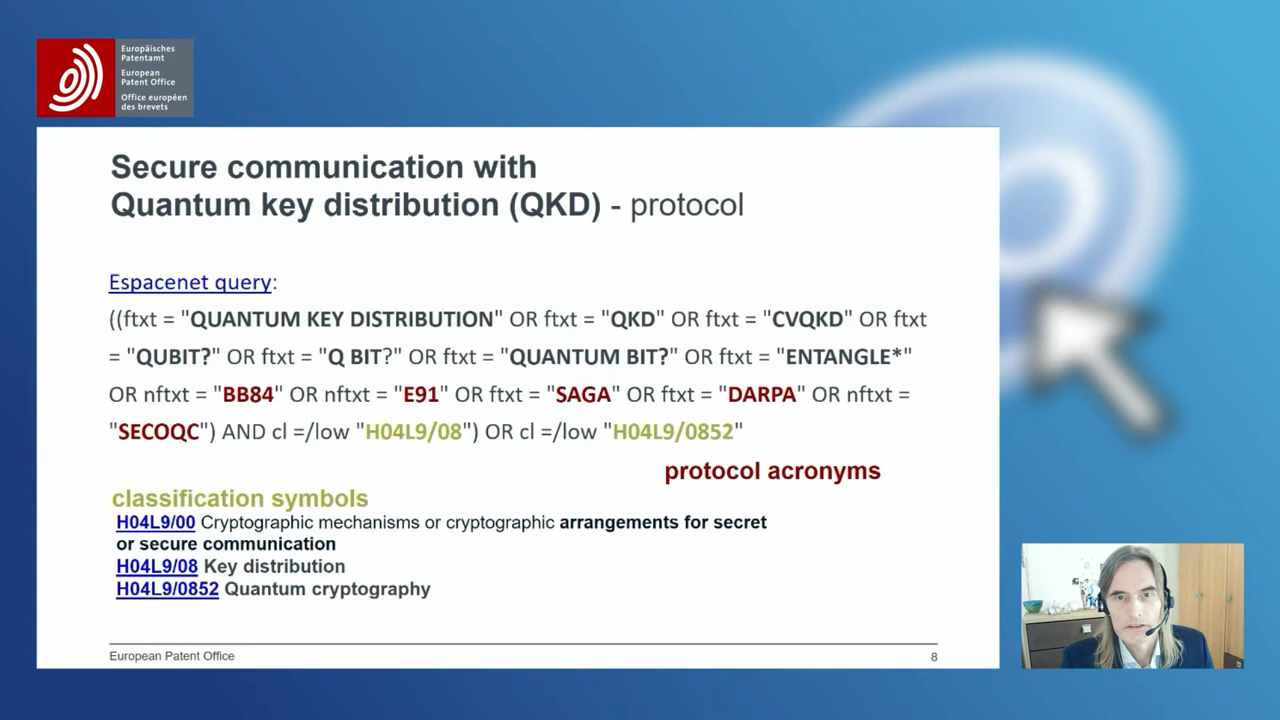 Europäisches
Patentamt
European
Patent Office
Office européen
des brevets
Secure communication with
Quantum key distribution (QKD) - protocol
Espacenet query:
((ftxt = "QUANTUM KEY DISTRIBUTION" OR ftxt = "QKD" OR ftxt = "CVQKD" OR ftxt
= "QUBIT?" OR ftxt = "Q BIT?" OR ftxt = "QUANTUM BIT?" OR ftxt = "ENTANGLE*"
OR nftxt = "BB84" OR nftxt = "E91" OR ftxt = "SAGA" OR ftxt = "DARPA" OR nftxt =
"SECOQC") AND cl =/low "H04L9/08") OR cl =/low "H04L9/0852"
protocol acronyms
classification symbols
H04L9/00 Cryptographic mechanisms or cryptographic arrangements for secret
or secure communication
H04L9/08 Key distribution
H04L9/0852 Quantum cryptography
European Patent Office
8